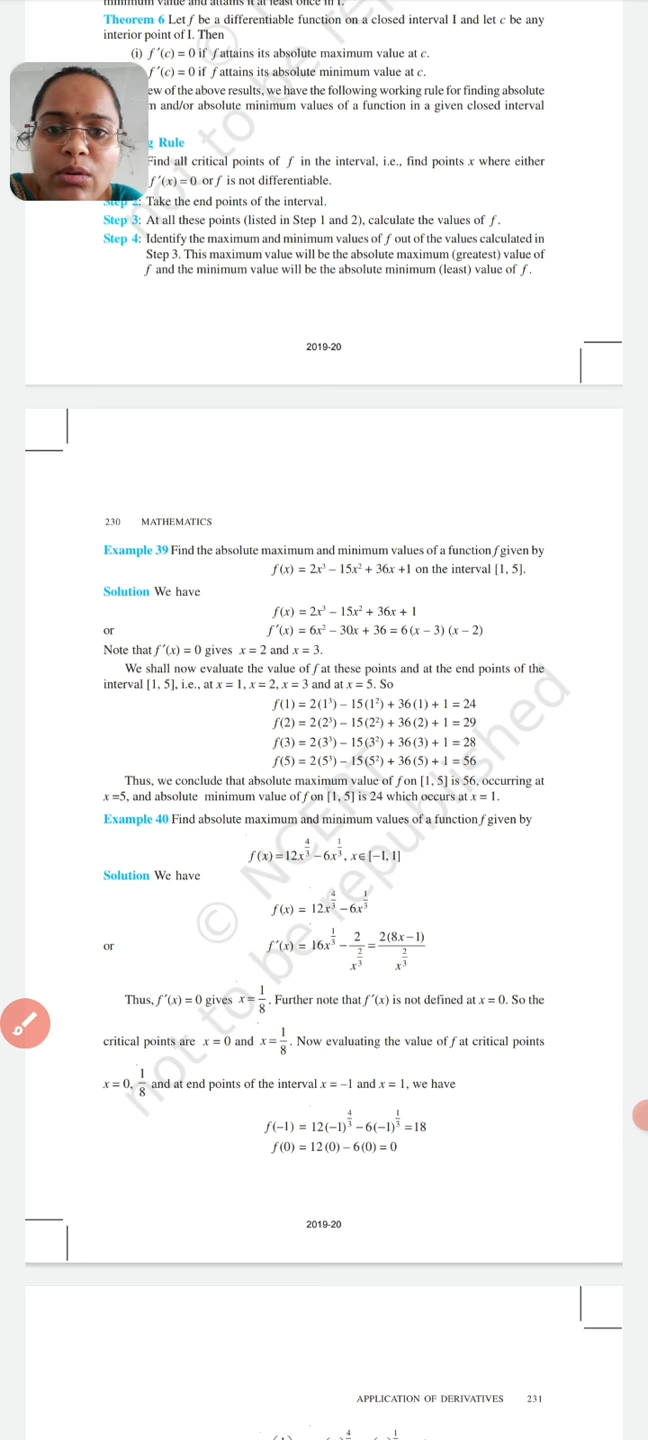 minimum value and attains it at least once in I.
Theorem 6 Let f be a differentiable function on a closed interval I and let c be any
interior point of I. Then
(i) f ′(c) = 0 if f attains its absolute maximum value at c.
f ′(c) = 0 if f attains its absolute minimum value at c.
ew of the above results, we have the following working rule for finding absolute
m and/or absolute minimum values of a function in a given closed interval
g Rule
Find all critical points of f in the interval, i.e., find points x where either
f ′(x) = 0 or f is not differentiable.
Step 2: Take the end points of the interval.
Step 3: At all these points (listed in Step 1 and 2), calculate the values of f .
Step 4: Identify the maximum and minimum values of f out of the values calculated in
Step 3. This maximum value will be the absolute maximum (greatest) value of
f and the minimum value will be the absolute minimum (least) value of f .
2019-20
230 MATHEMATICS
Example 39 Find the absolute maximum and minimum values of a function f given by
f (x) = 2x³ – 15x² + 36x +1 on the interval [1, 5].
Solution We have
f (x) = 2x³ – 15x² + 36x + 1
or f ′(x) = 6x² – 30x + 36 = 6 (x – 3) (x – 2)
Note that f ′(x) = 0 gives x = 2 and x = 3.
We shall now evaluate the value of f at these points and at the end points of the
interval [1, 5], i.e., at x = 1, x = 2, x = 3 and at x = 5. So
f (1) = 2 (1³) – 15 (1²) + 36 (1) + 1 = 24
f (2) = 2 (2³) – 15 (2²) + 36 (2) + 1 = 29
f (3) = 2 (3³) – 15 (3²) + 36 (3) + 1 = 28
f (5) = 2 (5³) – 15 (5²) + 36 (5) + 1 = 56
Thus, we conclude that absolute maximum value of f on [1, 5] is 56, occurring at
x =5, and absolute minimum value of f on [1, 5] is 24 which occurs at x = 1.
Example 40 Find absolute maximum and minimum values of a function f given by
f (x) = 12x^(4/3) – 6x^(1/3), x ∈ [–1, 1]
Solution We have
f (x) = 12x^(4/3) – 6x^(1/3)
or f ′(x) = 16x^(1/3) – 2/x^(2/3) = 2(8x–1)/x^(2/3)
Thus, f ′(x) = 0 gives x = 1/8. Further note that f ′(x) is not defined at x = 0. So the
critical points are x = 0 and x = 1/8. Now evaluating the value of f at critical points
x = 0, 1/8 and at end points of the interval x = –1 and x = 1, we have
f (–1) = 12(–1)^(4/3) – 6(–1)^(1/3) = 18
f (0) = 12 (0) – 6 (0) = 0
2019-20
© NCERT
not to be republished
APPLICATION OF DERIVATIVES 231